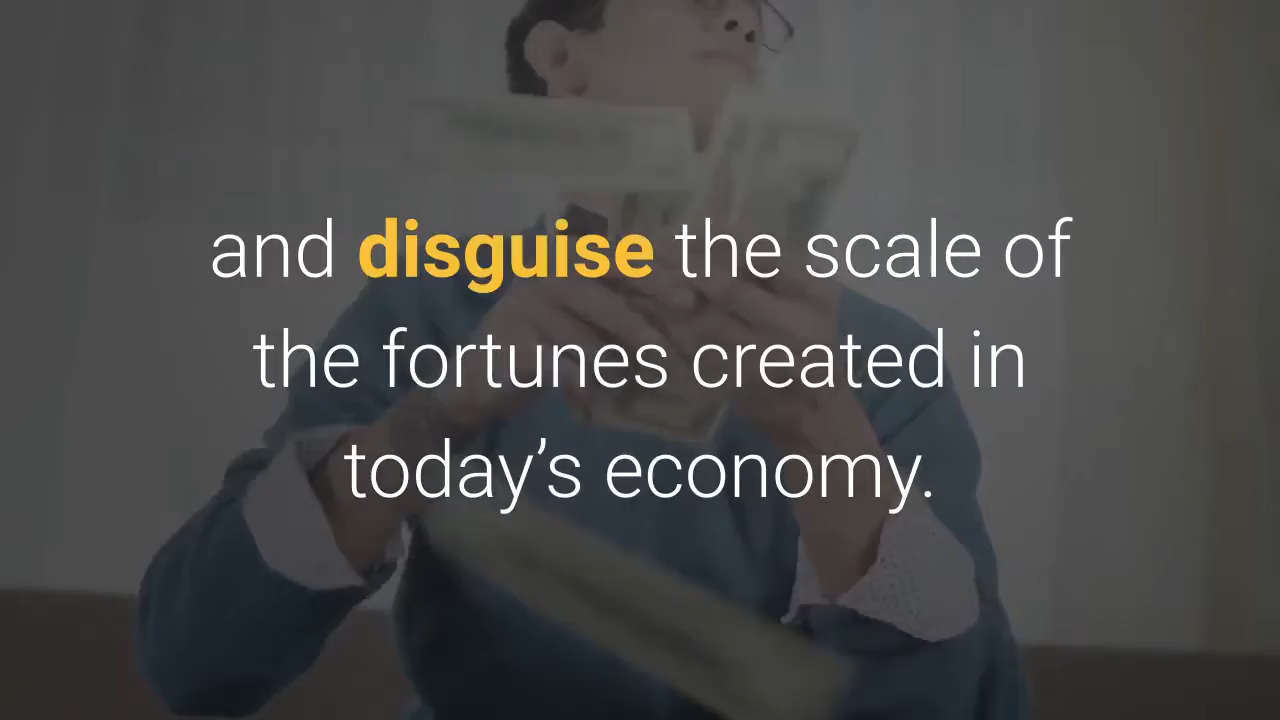 and disguise the scale of
the fortunes created in
today’s economy.